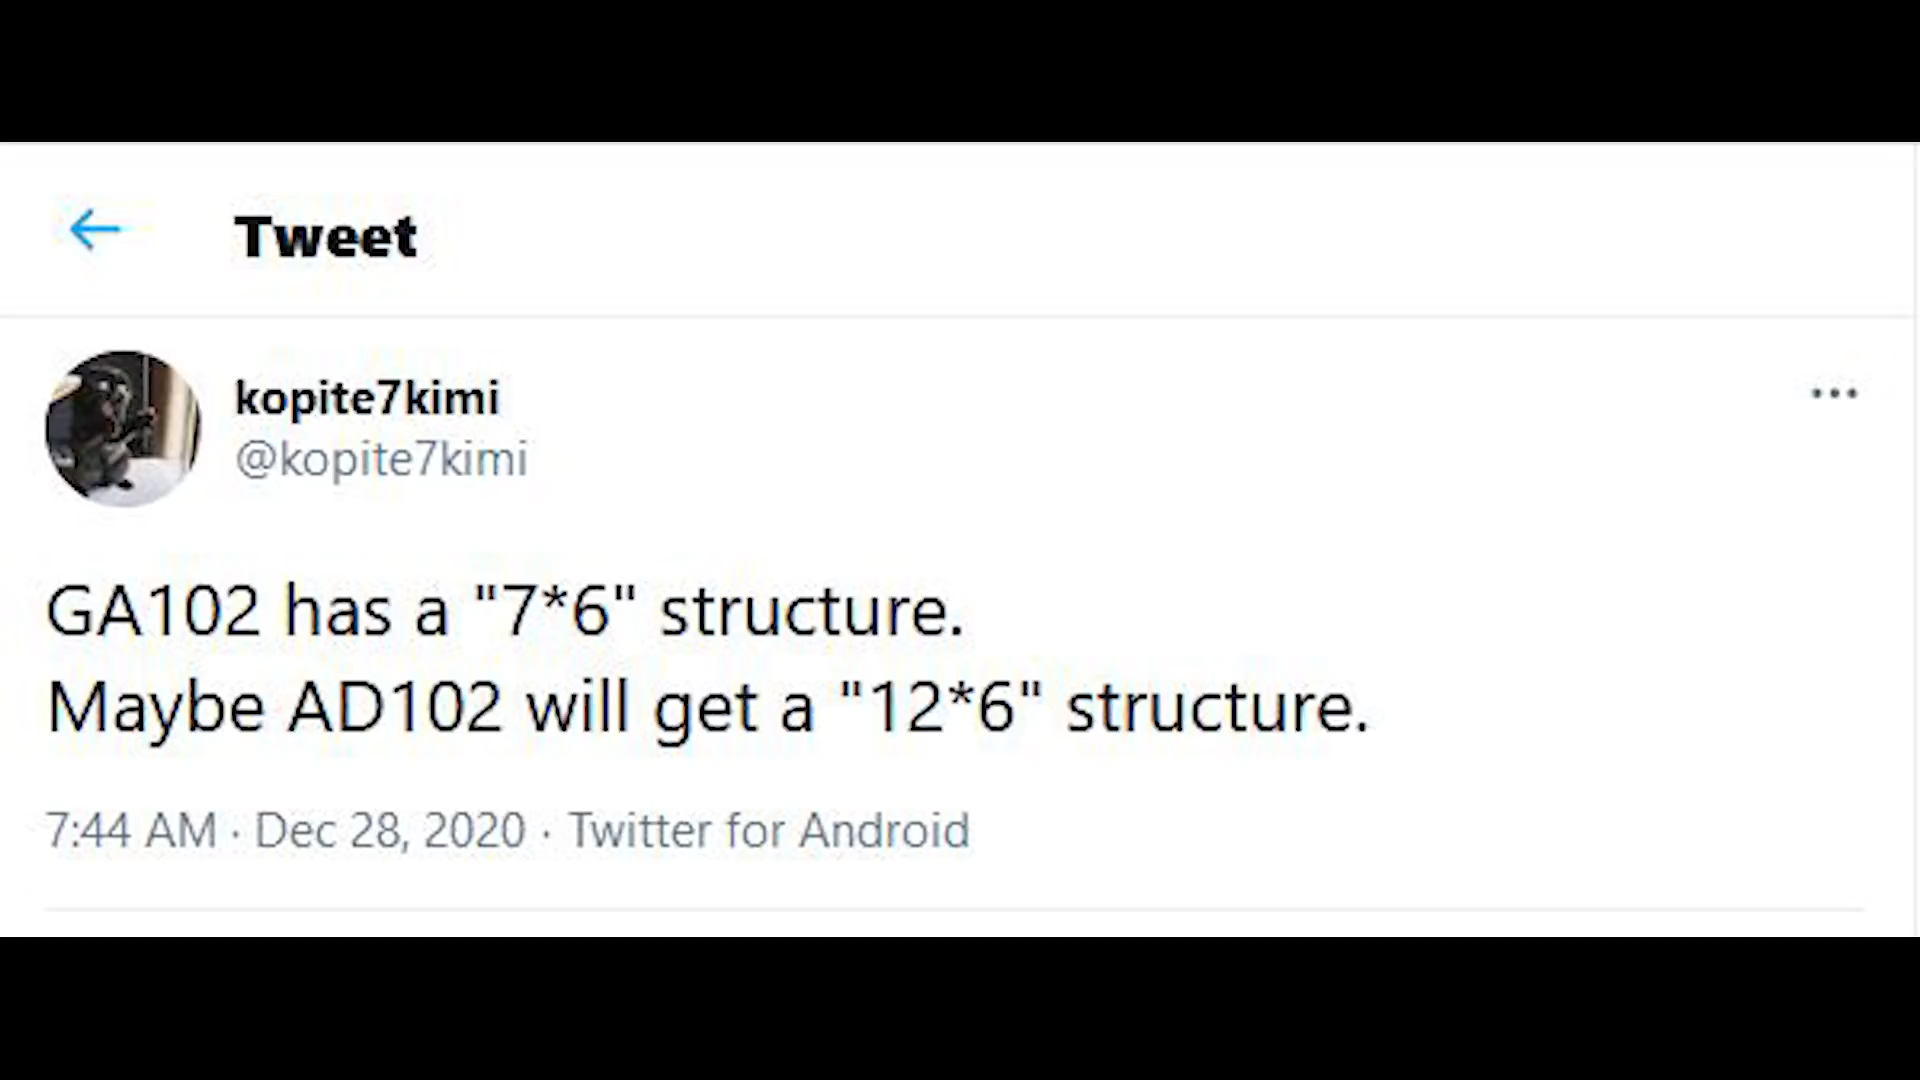 Tweet
kopite7kimi
@kopite7kimi
GA102 has a "7*6" structure.
Maybe AD102 will get a "12*6" structure.
7:44 AM · Dec 28, 2020 · Twitter for Android